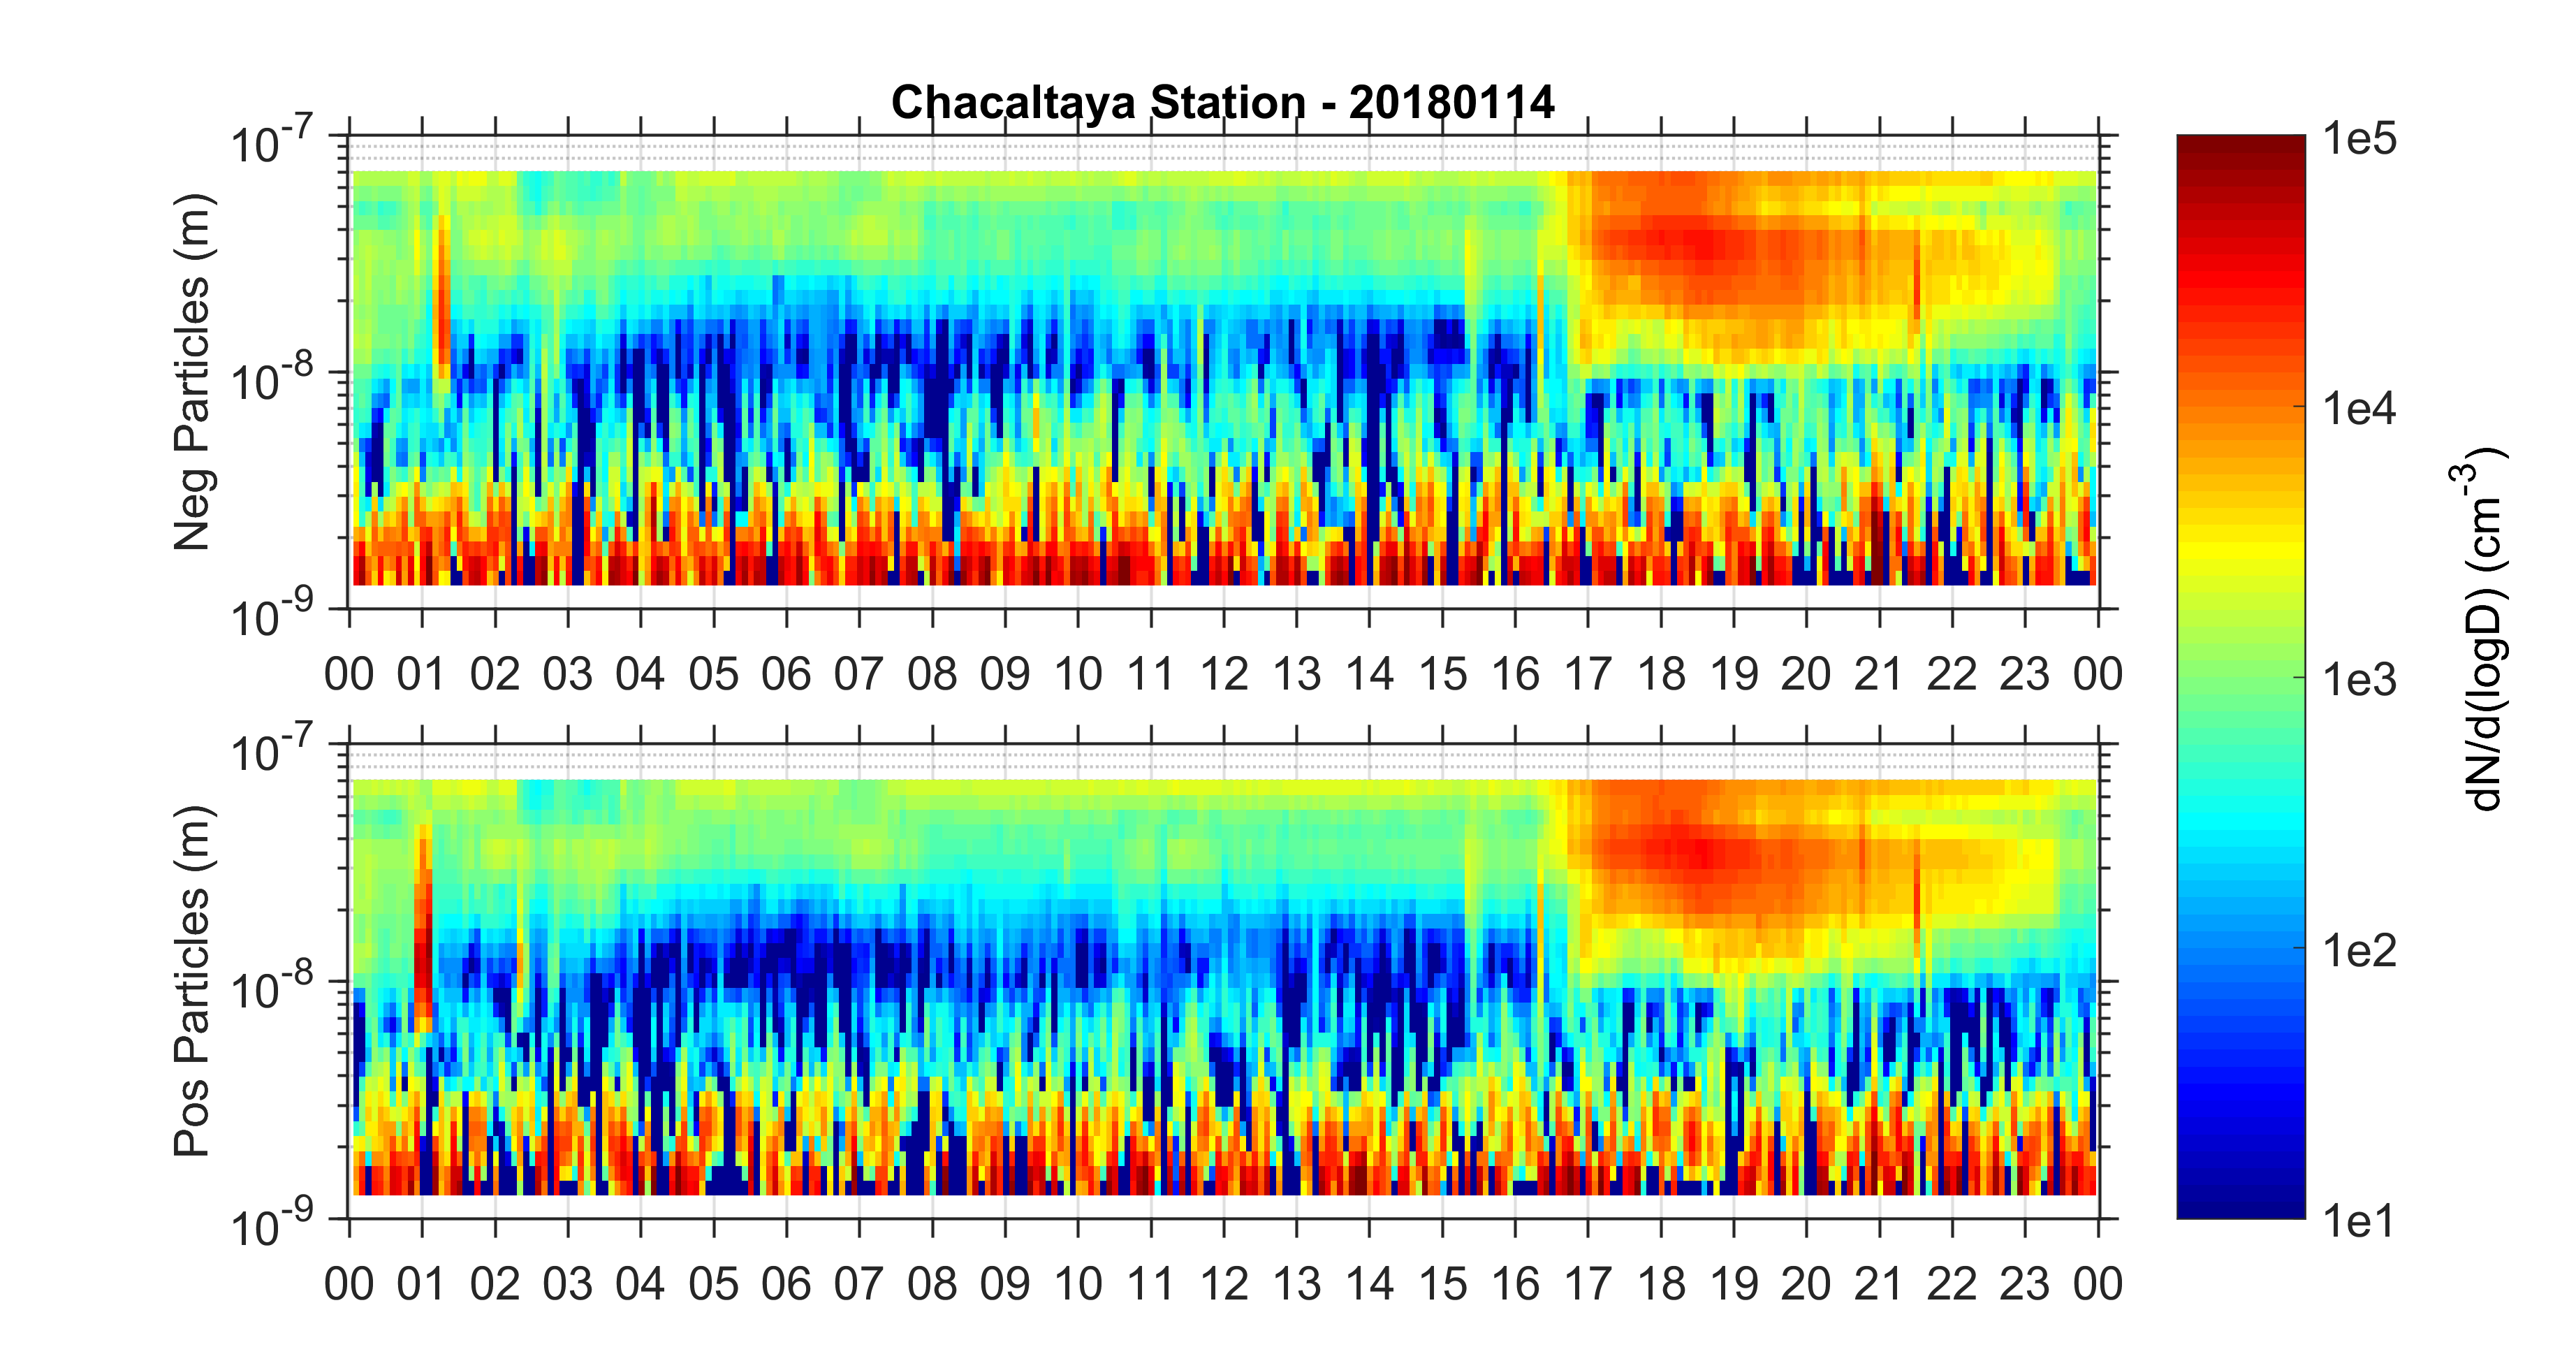 Chacaltaya Station - 20180114
10-7
10-8
10-9
Neg Particles (m)
00 01 02 03 04 05 06 07 08 09 10 11 12 13 14 15 16 17 18 19 20 21 22 23 00
10-7
10-8
10-9
Pos Particles (m)
00 01 02 03 04 05 06 07 08 09 10 11 12 13 14 15 16 17 18 19 20 21 22 23 00
1e5
1e4
1e3
1e2
1e1
dN/d(logD) (cm-3)